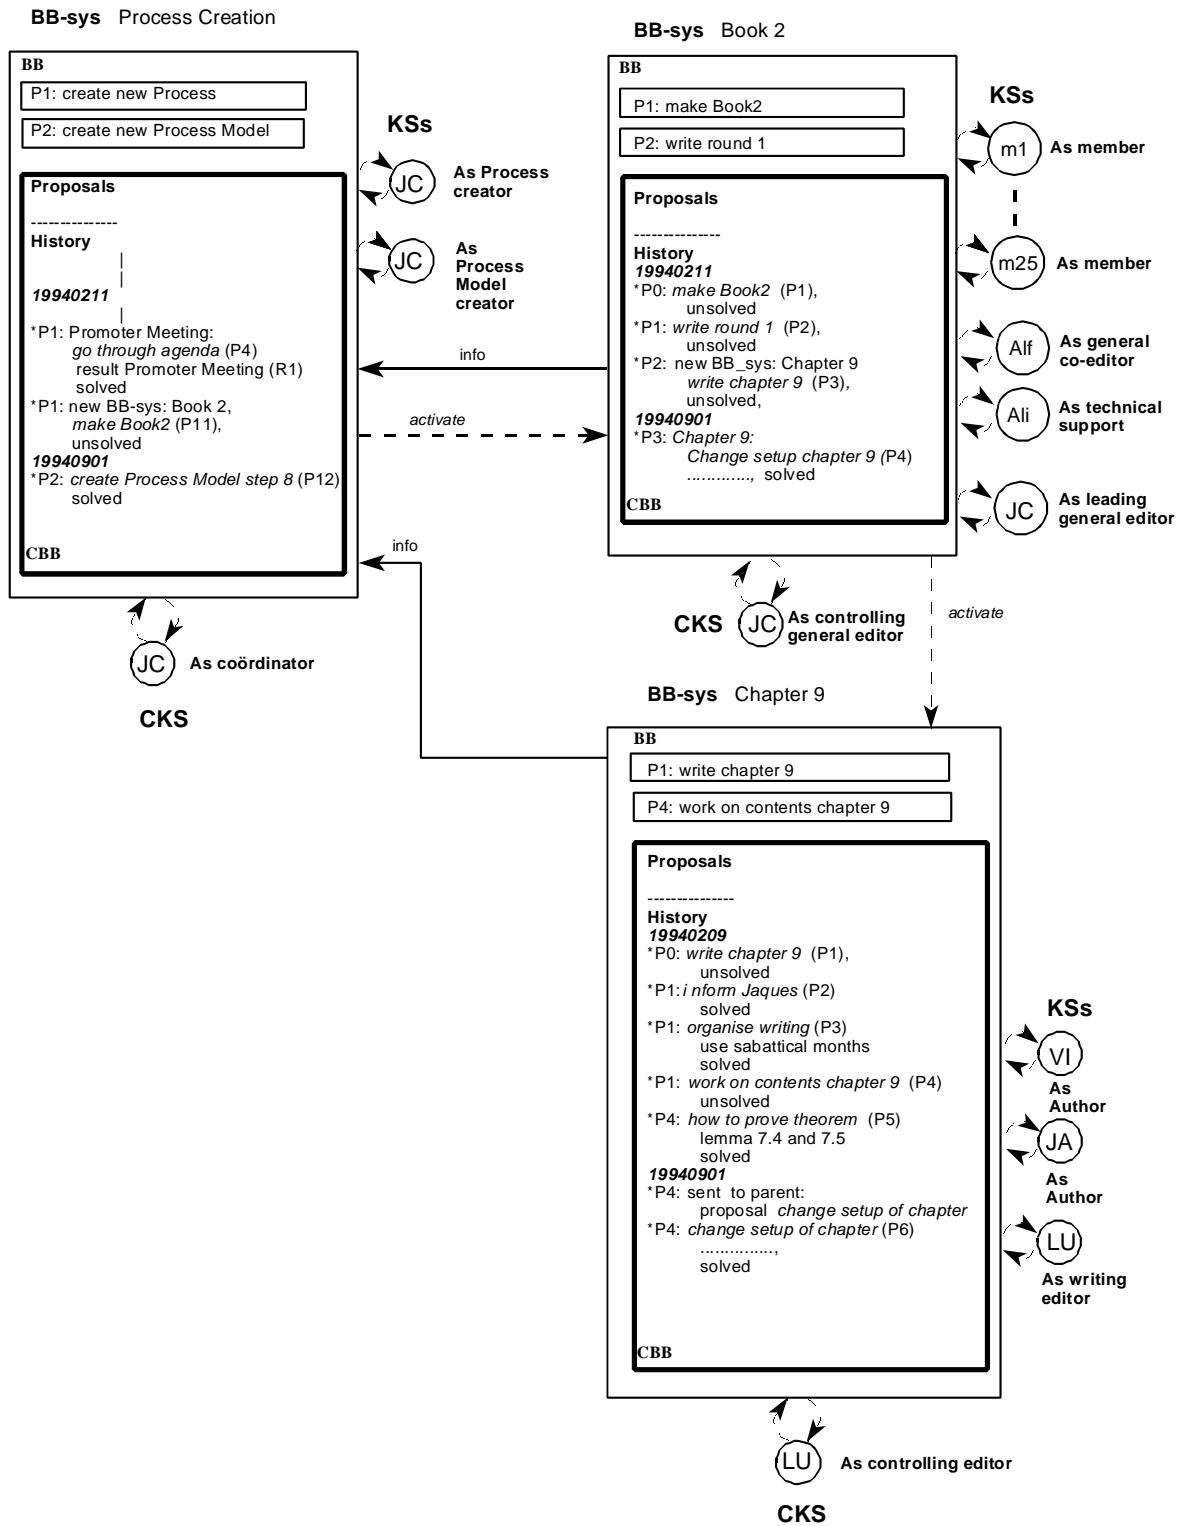 BB-sys Process Creation
BB
P1: create new Process
P2: create new Process Model
KSs
JC
As Process
creator
JC
As
Process
Model
creator
Proposals
---------------
History
|
|
19940211
|
*P1: Promoter Meeting:
go through agenda (P4)
result Promoter Meeting (R1)
solved
*P1: new BB-sys: Book 2,
make Book2 (P11),
unsolved
19940901
*P2: create Process Model step 8 (P12)
solved
CBB
JC
As coördinator
CKS
info
activate
info
BB-sys Book 2
BB
P1: make Book2
P2: write round 1
Proposals
---------------
History
19940211
*P0: make Book2 (P1),
unsolved
*P1: write round 1 (P2),
unsolved
*P2: new BB_sys: Chapter 9
write chapter 9 (P3),
unsolved,
19940901
*P3: Chapter 9:
Change setup chapter 9 (P4)
............., solved
CBB
KSs
m1
As member
m25
As member
Alf
As general
co-editor
Ali
As technical
support
JC
As leading
general editor
CKS
JC
As controlling
general editor
activate
BB-sys Chapter 9
BB
P1: write chapter 9
P4: work on contents chapter 9
Proposals
---------------
History
19940209
*P0: write chapter 9 (P1),
unsolved
*P1: i nform Jaques (P2)
solved
*P1: organise writing (P3)
use sabattical months
solved
*P1: work on contents chapter 9 (P4)
unsolved
*P4: how to prove theorem (P5)
lemma 7.4 and 7.5
solved
19940901
*P4: sent to parent:
proposal change setup of chapter
*P4: change setup of chapter (P6)
...............,
solved
CBB
KSs
VI
As
Author
JA
As
Author
LU
As writing
editor
LU
As controlling editor
CKS